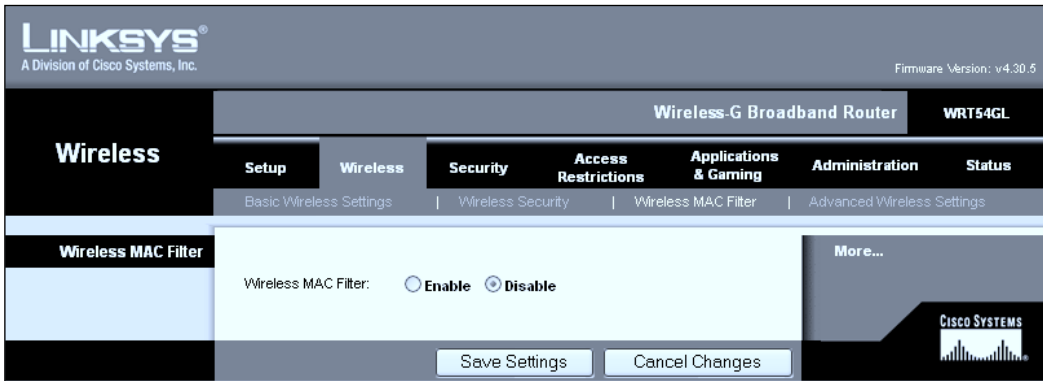 LINKSYS®
A Division of Cisco Systems, Inc.
Firmware Version: v4.30.5
Wireless-G Broadband Router WRT54GL
Wireless
Setup Wireless Security Access Restrictions Applications & Gaming Administration Status
Basic Wireless Settings | Wireless Security | Wireless MAC Filter | Advanced Wireless Settings
Wireless MAC Filter
More...
Wireless MAC Filter: Enable Disable
CISCO SYSTEMS
Save Settings Cancel Changes